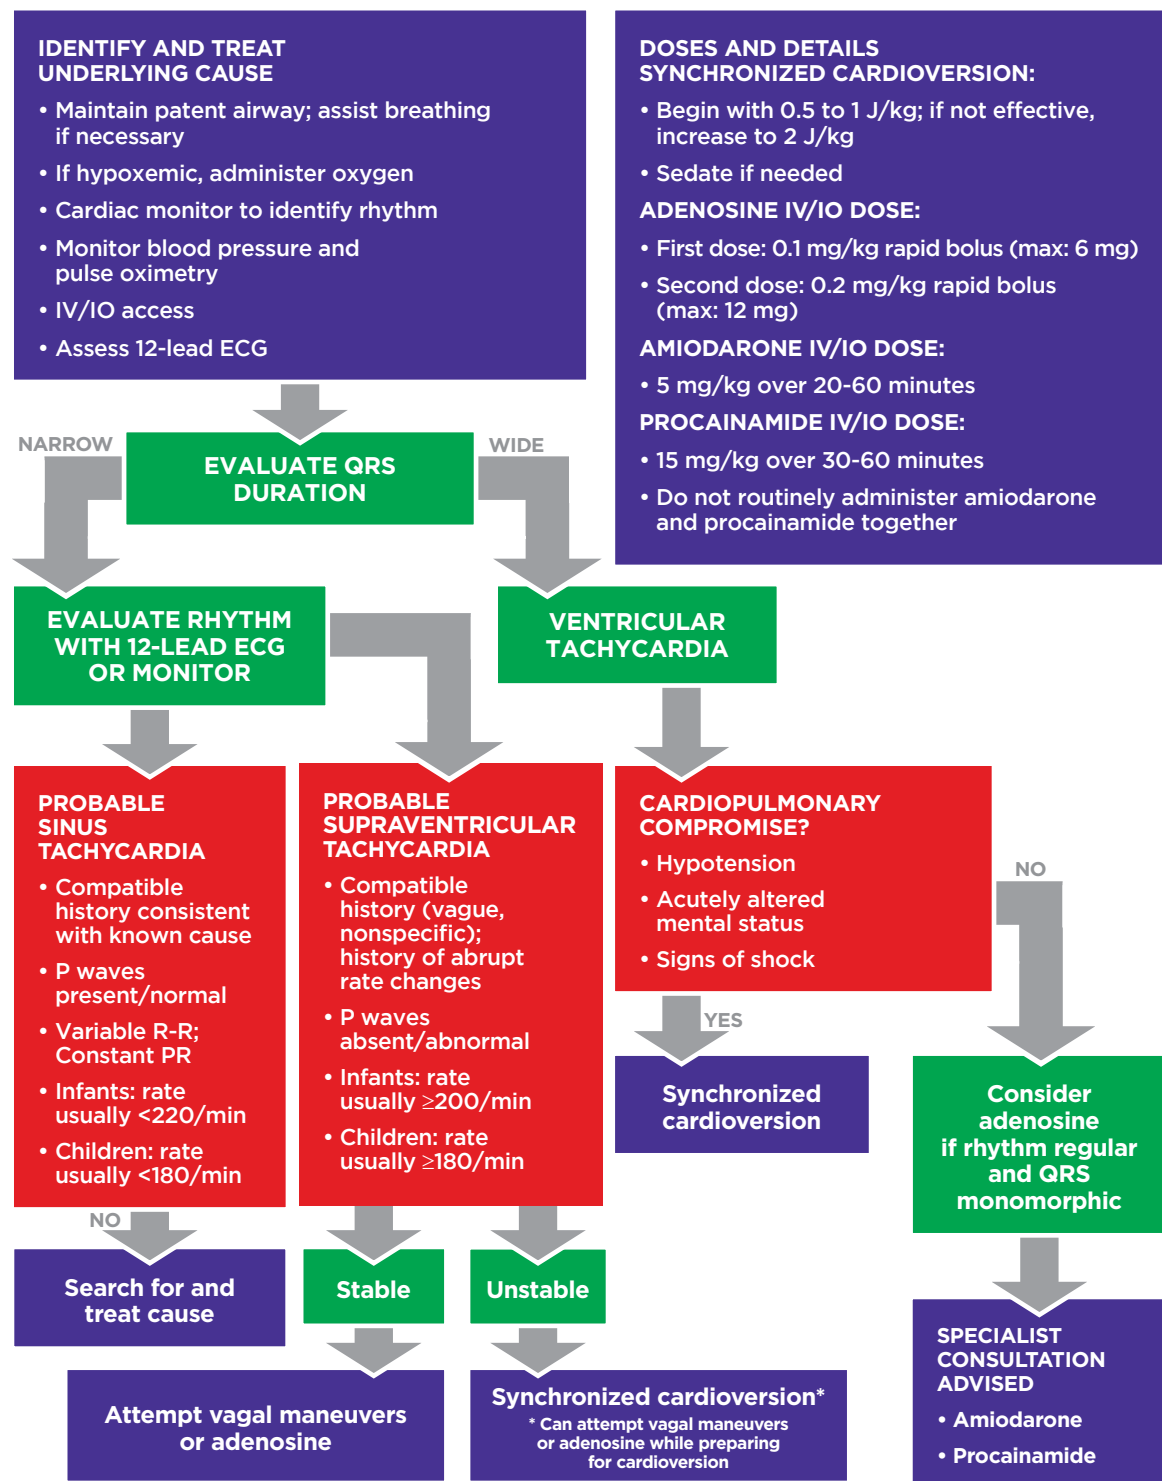 IDENTIFY AND TREAT
UNDERLYING CAUSE
• Maintain patent airway; assist breathing
if necessary
• If hypoxemic, administer oxygen
• Cardiac monitor to identify rhythm
• Monitor blood pressure and
pulse oximetry
• IV/IO access
• Assess 12-lead ECG
DOSES AND DETAILS
SYNCHRONIZED CARDIOVERSION:
• Begin with 0.5 to 1 J/kg; if not effective,
increase to 2 J/kg
• Sedate if needed
ADENOSINE IV/IO DOSE:
• First dose: 0.1 mg/kg rapid bolus (max: 6 mg)
• Second dose: 0.2 mg/kg rapid bolus
(max: 12 mg)
AMIODARONE IV/IO DOSE:
• 5 mg/kg over 20-60 minutes
PROCAINAMIDE IV/IO DOSE:
• 15 mg/kg over 30-60 minutes
• Do not routinely administer amiodarone
and procainamide together
NARROW
EVALUATE QRS
DURATION
WIDE
EVALUATE RHYTHM
WITH 12-LEAD ECG
OR MONITOR
VENTRICULAR
TACHYCARDIA
PROBABLE
SINUS
TACHYCARDIA
• Compatible
history consistent
with known cause
• P waves
present/normal
• Variable R-R;
Constant PR
• Infants: rate
usually <220/min
• Children: rate
usually <180/min
PROBABLE
SUPRAVENTRICULAR
TACHYCARDIA
• Compatible
history (vague,
nonspecific);
history of abrupt
rate changes
• P waves
absent/abnormal
• Infants: rate
usually ≥200/min
• Children: rate
usually ≥180/min
CARDIOPULMONARY
COMPROMISE?
• Hypotension
• Acutely altered
mental status
• Signs of shock
NO
YES
Synchronized
cardioversion
Consider
adenosine
if rhythm regular
and QRS
monomorphic
NO
Search for and
treat cause
Stable
Unstable
Attempt vagal maneuvers
or adenosine
Synchronized cardioversion*
* Can attempt vagal maneuvers
or adenosine while preparing
for cardioversion
SPECIALIST
CONSULTATION
ADVISED
• Amiodarone
• Procainamide